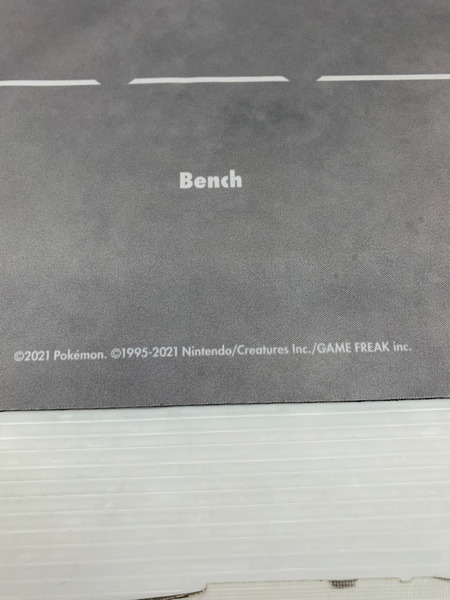 Bench
©2021 Pokémon. ©1995-2021 Nintendo/Creatures Inc./GAME FREAK inc.